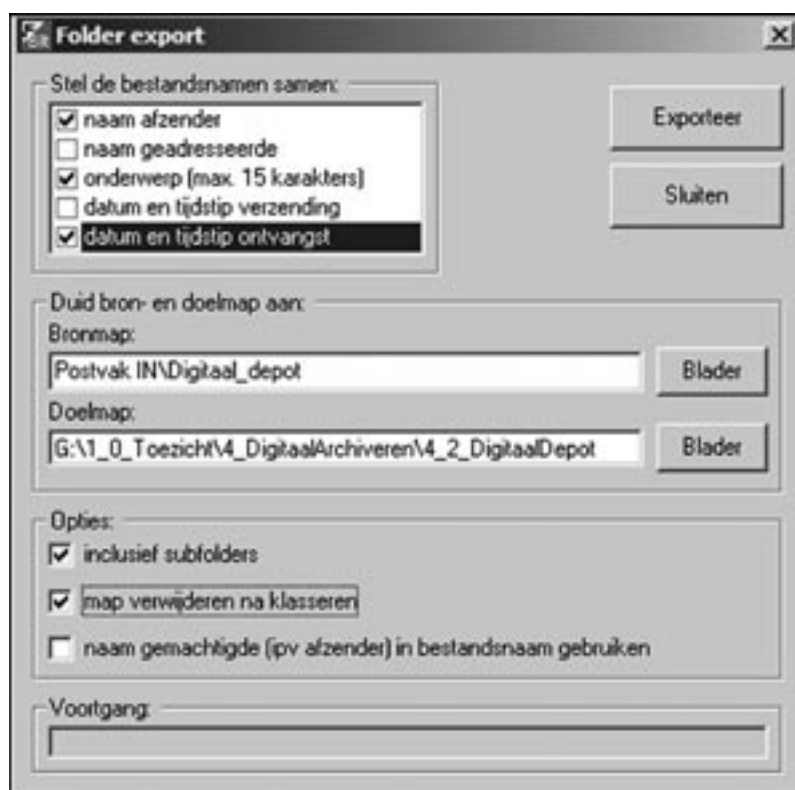 Folder export
Stel de bestandsnamen samen:
naam afzender
naam geadresseerde
onderwerp (max. 15 karakters)
datum en tijdstip verzending
datum en tijdstip ontvangst
Exporteer
Sluiten
Duid bron- en doelmap aan:
Bronmap:
Postvak IN\Digitaal_depot
Blader
Doelmap:
G:\1_0_Toezicht\4_DigitaalArchiveren\4_2_DigitaalDepot
Blader
Opties:
inclusief subfolders
map verwijderen na klasseren
naam gemachtigde (ipv afzender) in bestandsnaam gebruiken
Voortgang: